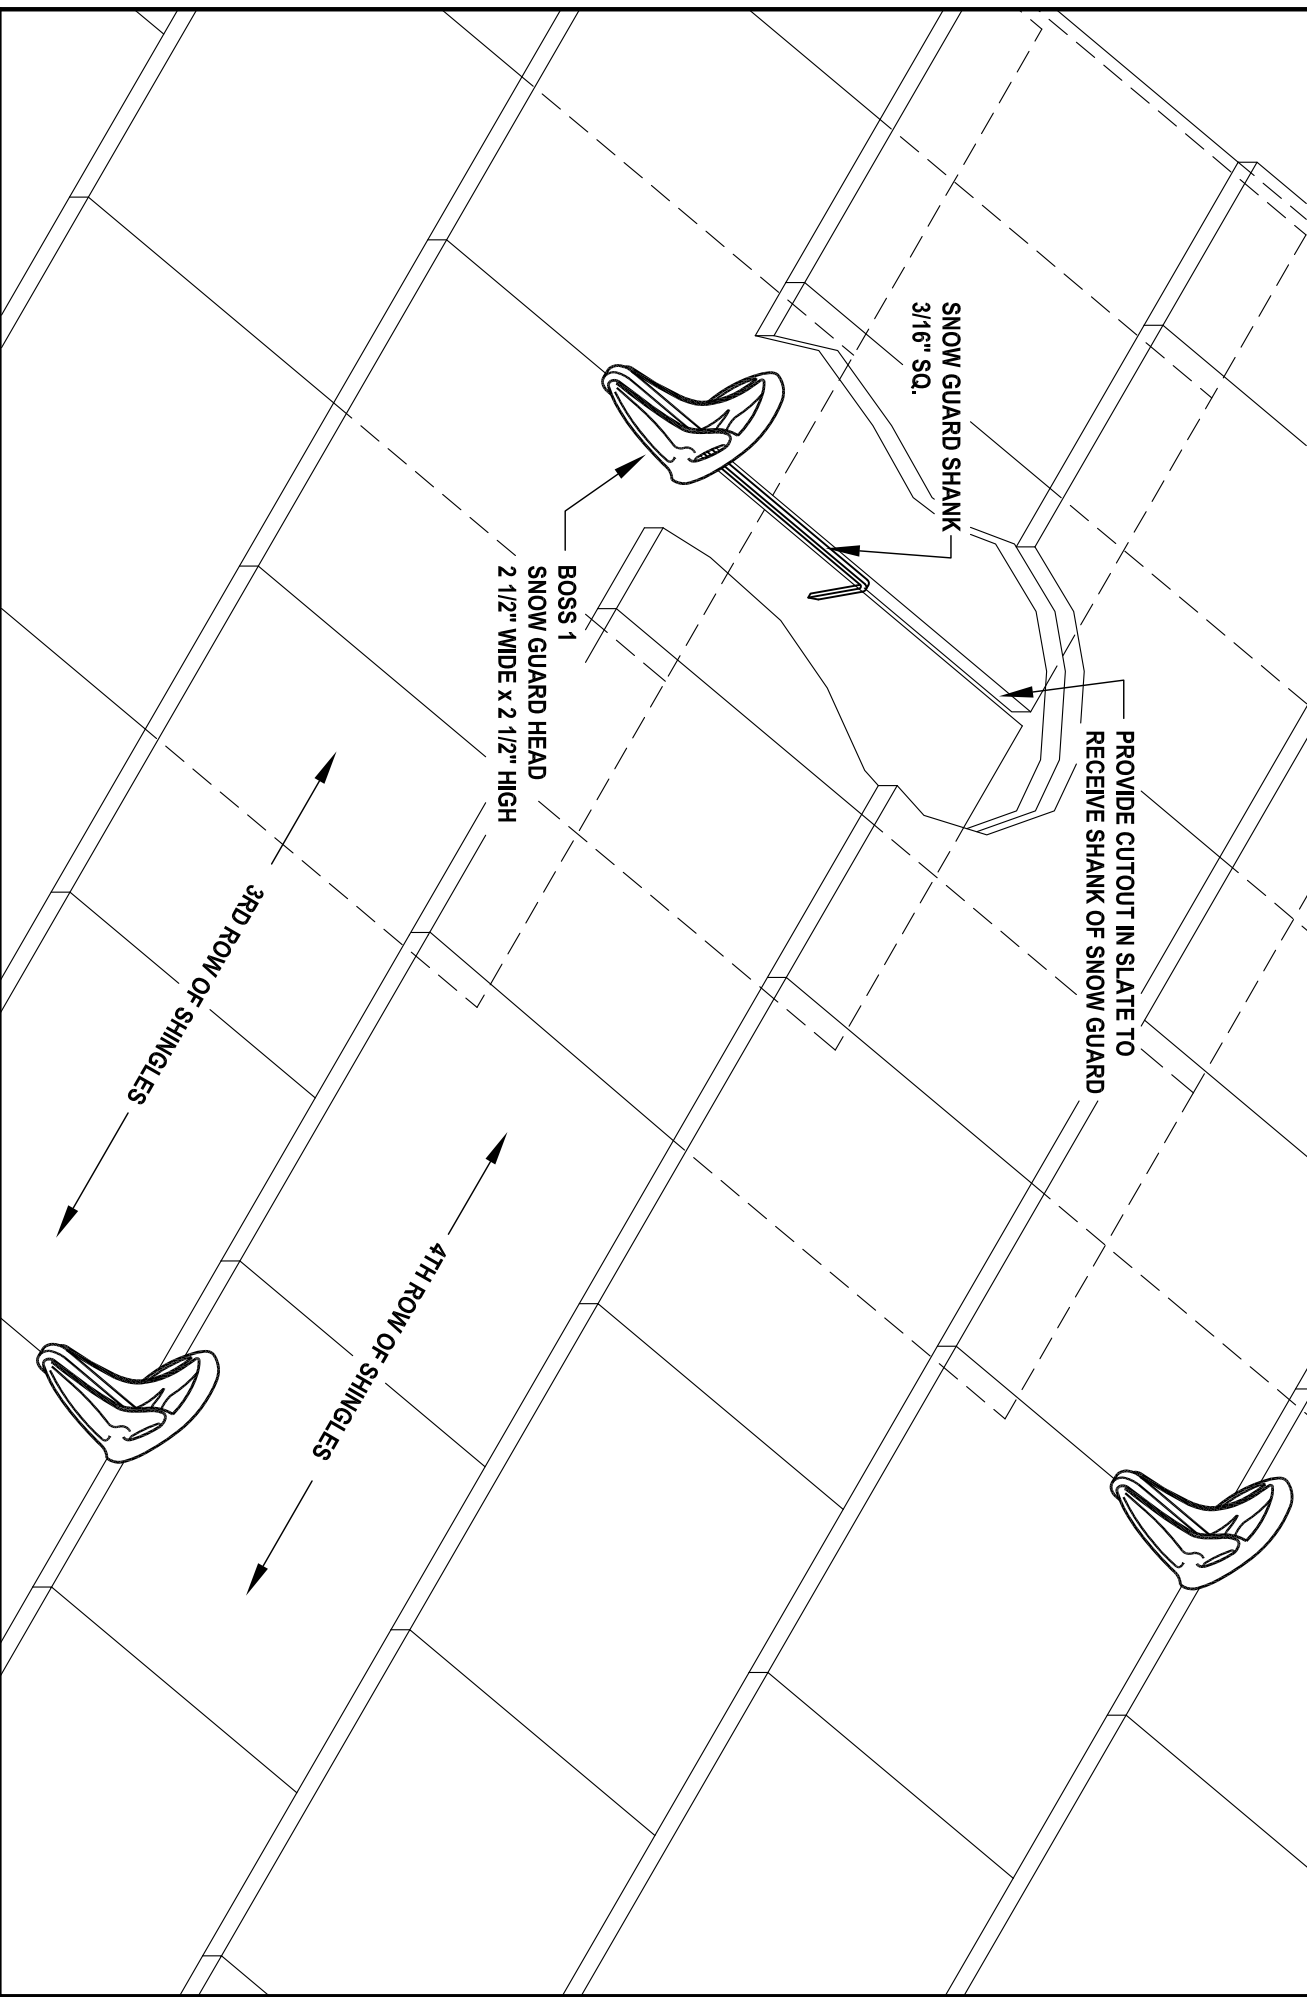 PROVIDE CUTOUT IN SLATE TO
RECEIVE SHANK OF SNOW GUARD
SNOW GUARD SHANK
3/16" SQ.
BOSS 1
SNOW GUARD HEAD
2 1/2" WIDE x 2 1/2" HIGH
4TH ROW OF SHINGLES
3RD ROW OF SHINGLES